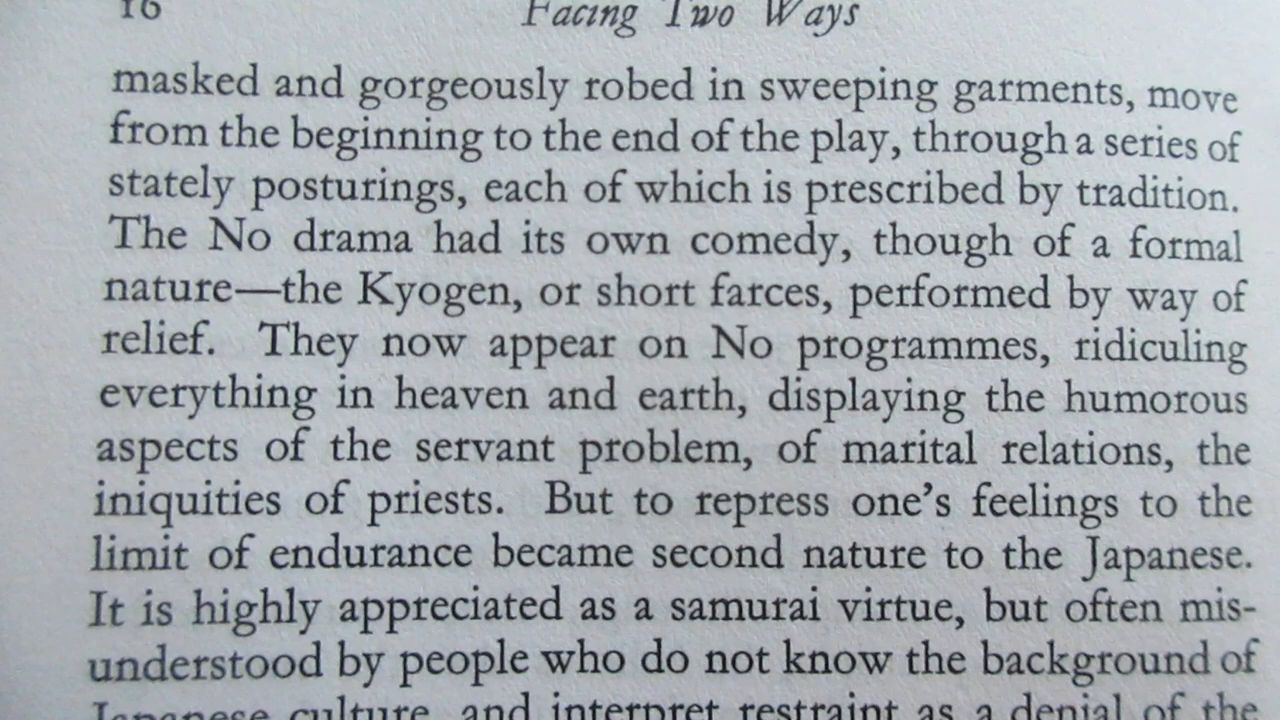 16
Facing Two Ways
masked and gorgeously robed in sweeping garments, move
from the beginning to the end of the play, through a series of
stately posturings, each of which is prescribed by tradition.
The No drama had its own comedy, though of a formal
nature—the Kyogen, or short farces, performed by way of
relief. They now appear on No programmes, ridiculing
everything in heaven and earth, displaying the humorous
aspects of the servant problem, of marital relations, the
iniquities of priests. But to repress one's feelings to the
limit of endurance became second nature to the Japanese.
It is highly appreciated as a samurai virtue, but often mis-
understood by people who do not know the background of
Japanese culture, and interpret restraint as a denial of the